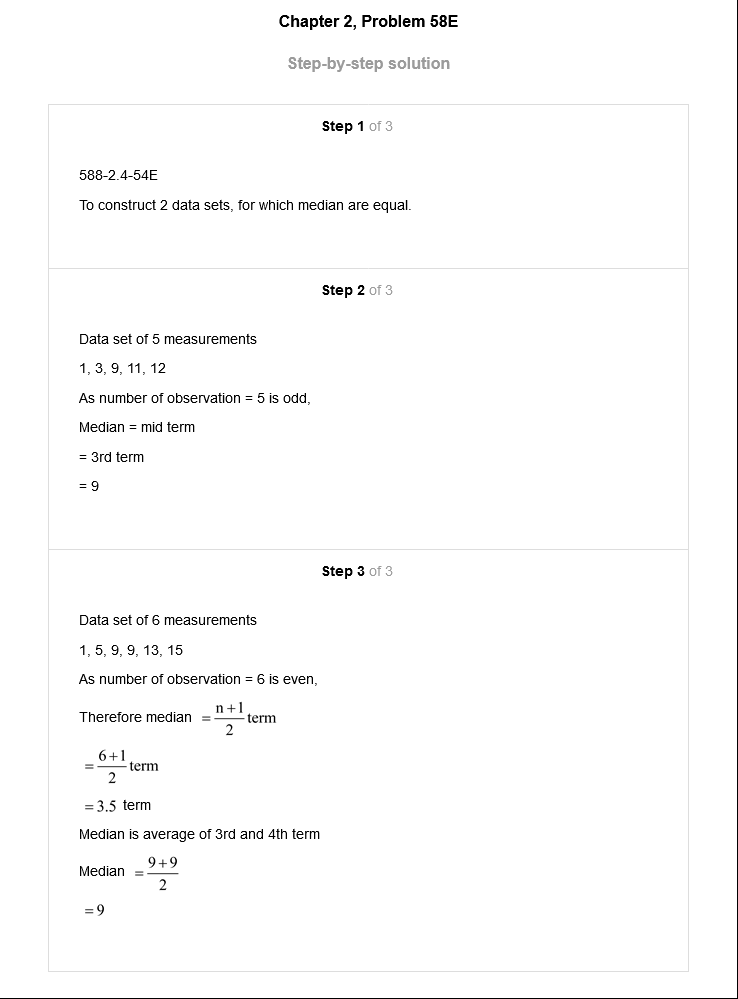 Chapter 2, Problem 58E
Step-by-step solution
Step 1 of 3
588-2.4-54E
To construct 2 data sets, for which median are equal.
Step 2 of 3
Data set of 5 measurements
1, 3, 9, 11, 12
As number of observation = 5 is odd,
Median = mid term
= 3rd term
= 9
Step 3 of 3
Data set of 6 measurements
1, 5, 9, 9, 13, 15
As number of observation = 6 is even,
Therefore median = (n+1)/2 term
= (6+1)/2 term
= 3.5 term
Median is average of 3rd and 4th term
Median = (9+9)/2
= 9